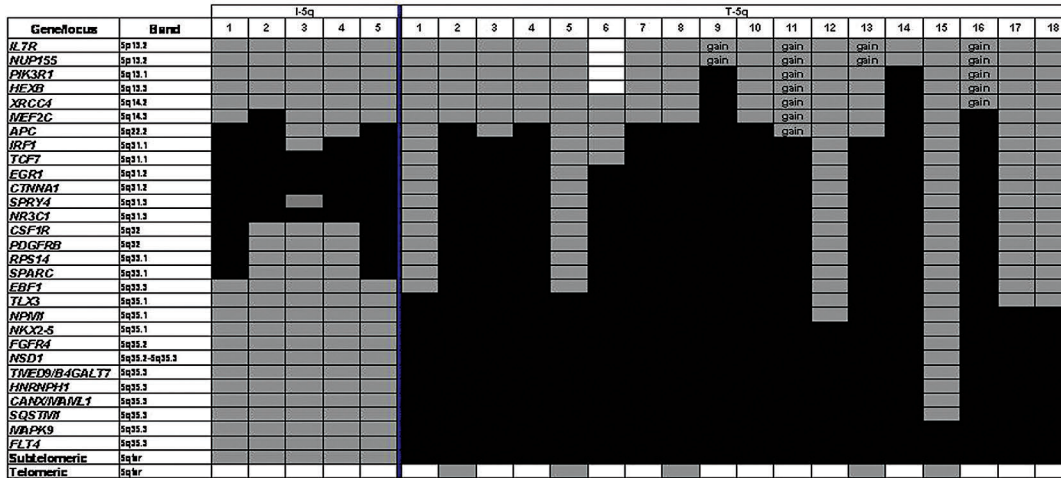 I-5q T-5q
Gene/locus Band 1 2 3 4 5 1 2 3 4 5 6 7 8 9 10 11 12 13 14 15 16 17 18
IL7R 5p13.2 gain gain gain gain
NUP155 5p13.2 gain gain gain gain
PIK3R1 5q13.1 gain gain
HEXB 5q13.3 gain gain
XRCC4 5q14.2 gain gain
MEF2C 5q14.3 gain
APC 5q22.2 gain
IRF1 5q31.1
TCF7 5q31.1
EGR1 5q31.2
CTNNA1 5q31.2
SPRY4 5q31.3
NR3C1 5q31.3
CSF1R 5q32
PDGFRB 5q32
RPS14 5q33.1
SPARC 5q33.1
EBF1 5q33.3
TLX3 5q35.1
NPM1 5q35.1
NKX2-5 5q35.1
FGFR4 5q35.2
NSD1 5q35.2-5q35.3
TMED9/B4GALT7 5q35.3
HNRNPH1 5q35.3
CANX/MAML1 5q35.3
SQSTM1 5q35.3
MAPK9 5q35.3
FLT4 5q35.3
Subtelomeric 5qter
Telomeric 5qter